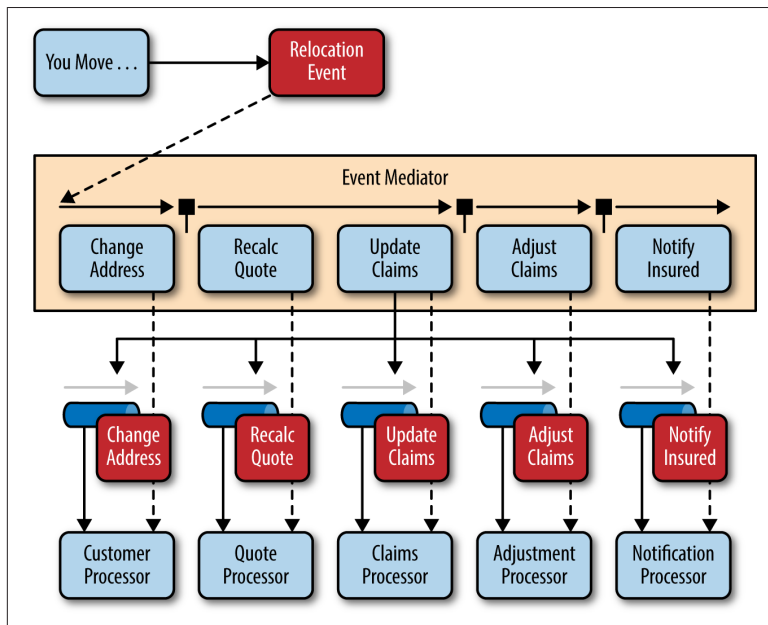 You Move . . .
Relocation
Event
Event Mediator
Change
Address
Recalc
Quote
Update
Claims
Adjust
Claims
Notify
Insured
Change
Address
Recalc
Quote
Update
Claims
Adjust
Claims
Notify
Insured
Customer
Processor
Quote
Processor
Claims
Processor
Adjustment
Processor
Notification
Processor